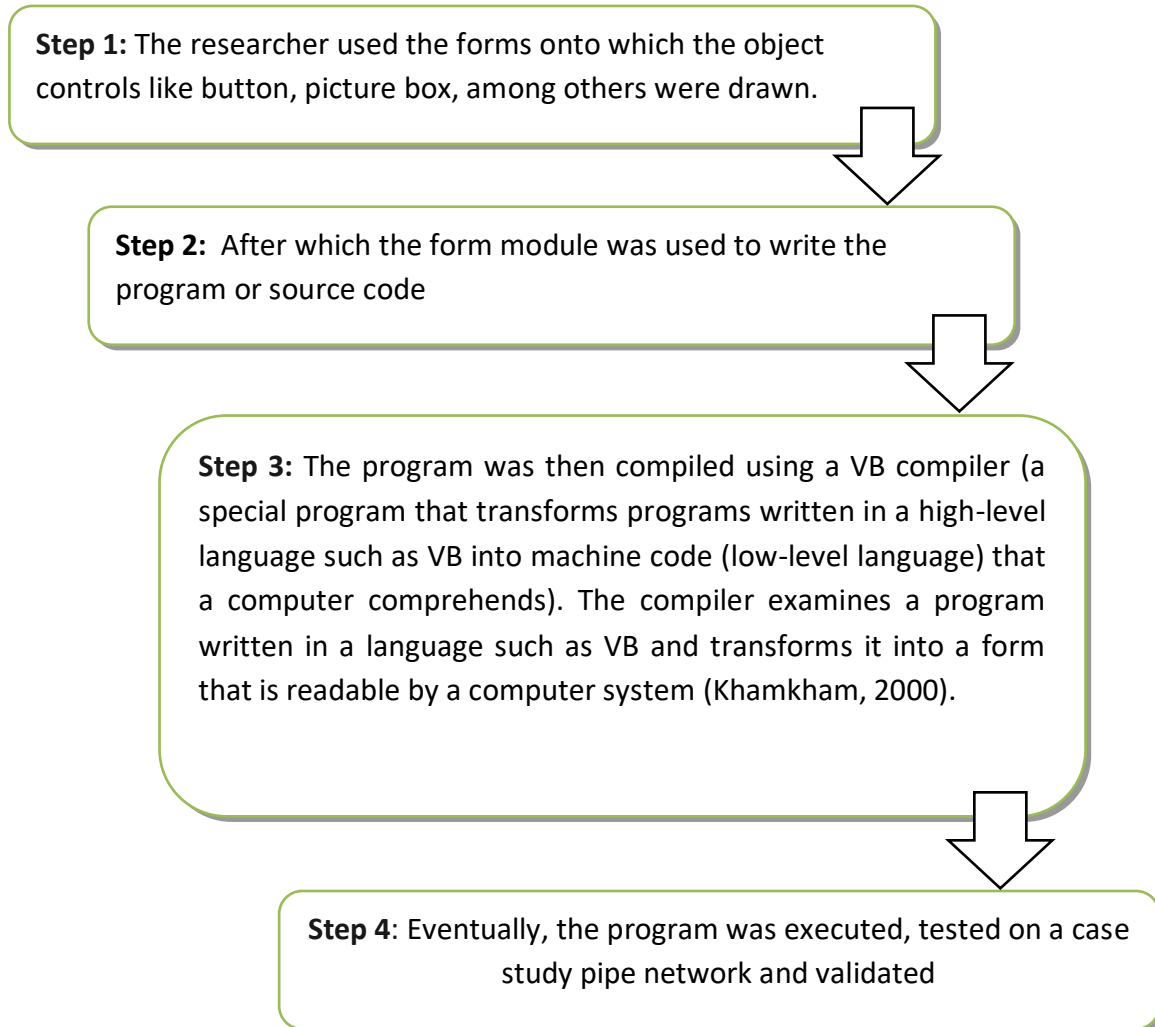 Step 1: The researcher used the forms onto which the object
controls like button, picture box, among others were drawn.
Step 2: After which the form module was used to write the
program or source code
Step 3: The program was then compiled using a VB compiler (a
special program that transforms programs written in a high-level
language such as VB into machine code (low-level language) that
a computer comprehends). The compiler examines a program
written in a language such as VB and transforms it into a form
that is readable by a computer system (Khamkham, 2000).
Step 4: Eventually, the program was executed, tested on a case
study pipe network and validated